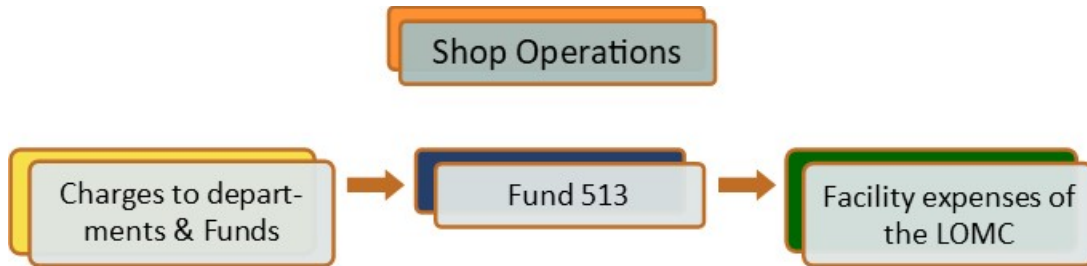 Shop Operations
Charges to depart-
ments & Funds
Fund 513
Facility expenses of
the LOMC